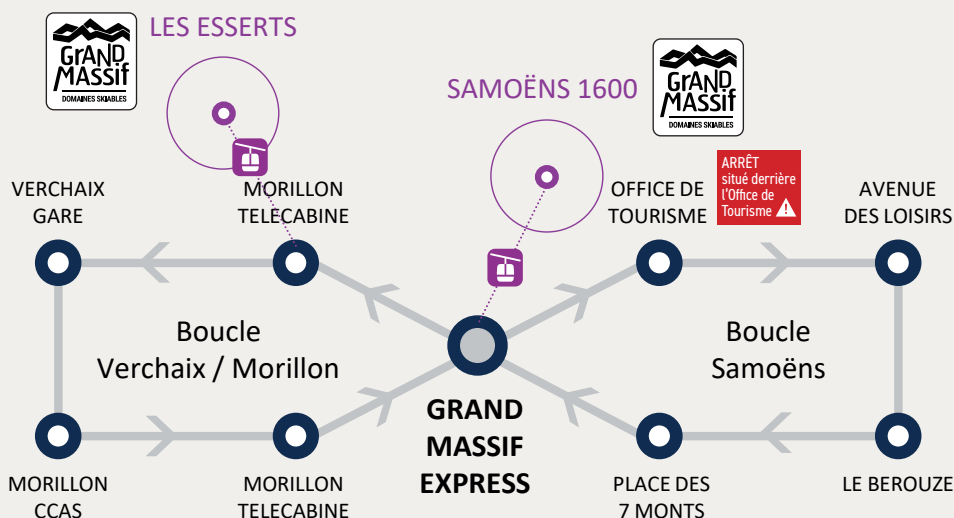 GrAND
MASSif
DOMAINES SKIABLES
LES ESSERTS
SAMOËNS 1600
GrAND
MASSif
DOMAINES SKIABLES
VERCHAIX
GARE
MORILLON
TELECABINE
OFFICE DE
TOURISME
ARRÊT
situé derrière
l'Office de
Tourisme
AVENUE
DES LOISIRS
Boucle
Verchaix / Morillon
Boucle
Samoëns
GRAND
MASSIF
EXPRESS
MORILLON
CCAS
MORILLON
TELECABINE
PLACE DES
7 MONTS
LE BEROUZE